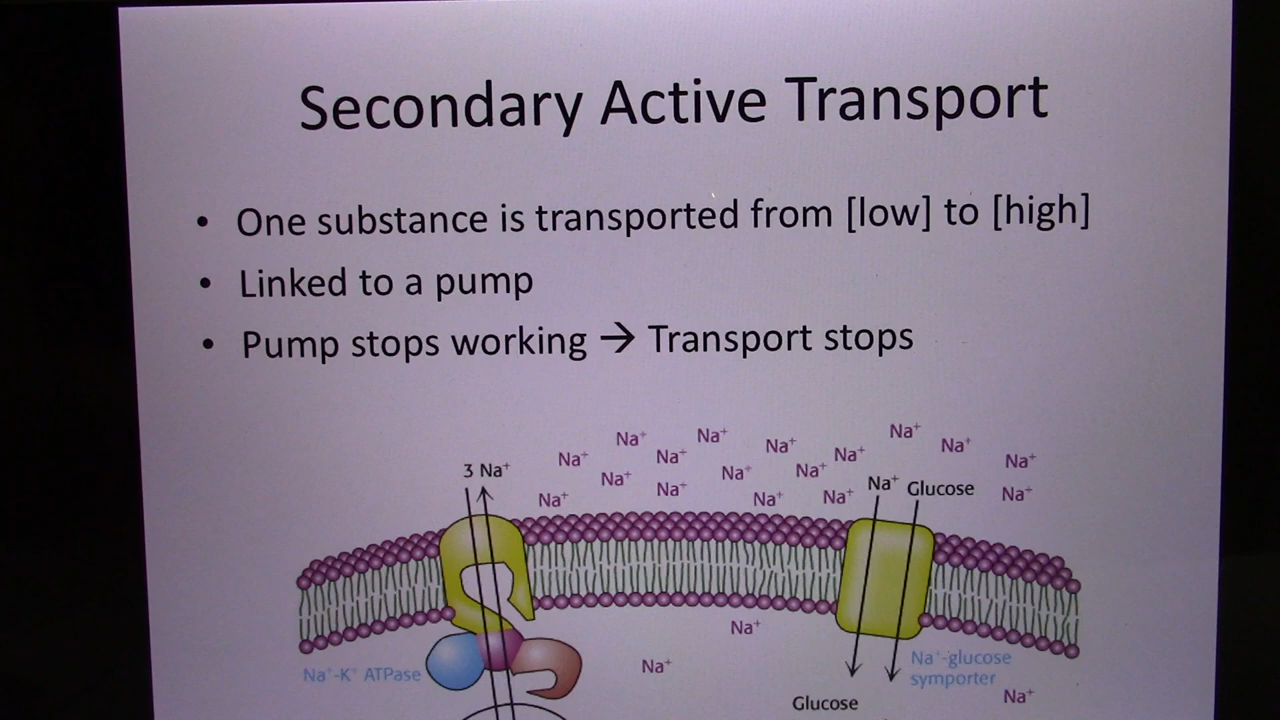 Secondary Active Transport
• One substance is transported from [low] to [high]
• Linked to a pump
• Pump stops working → Transport stops
Na⁺
Na⁺
Na⁺
Na⁺
Na⁺
3 Na⁺
Na⁺
Na⁺
Na⁺
Na⁺
Na⁺
Na⁺
Na⁺
Na⁺
Na⁺
Na⁺
Na⁺
Na⁺
Na⁺ Glucose
Na⁺
Na⁺
Na⁺
Na⁺-K⁺ ATPase
Na⁺-glucose
symporter
Na⁺
Glucose